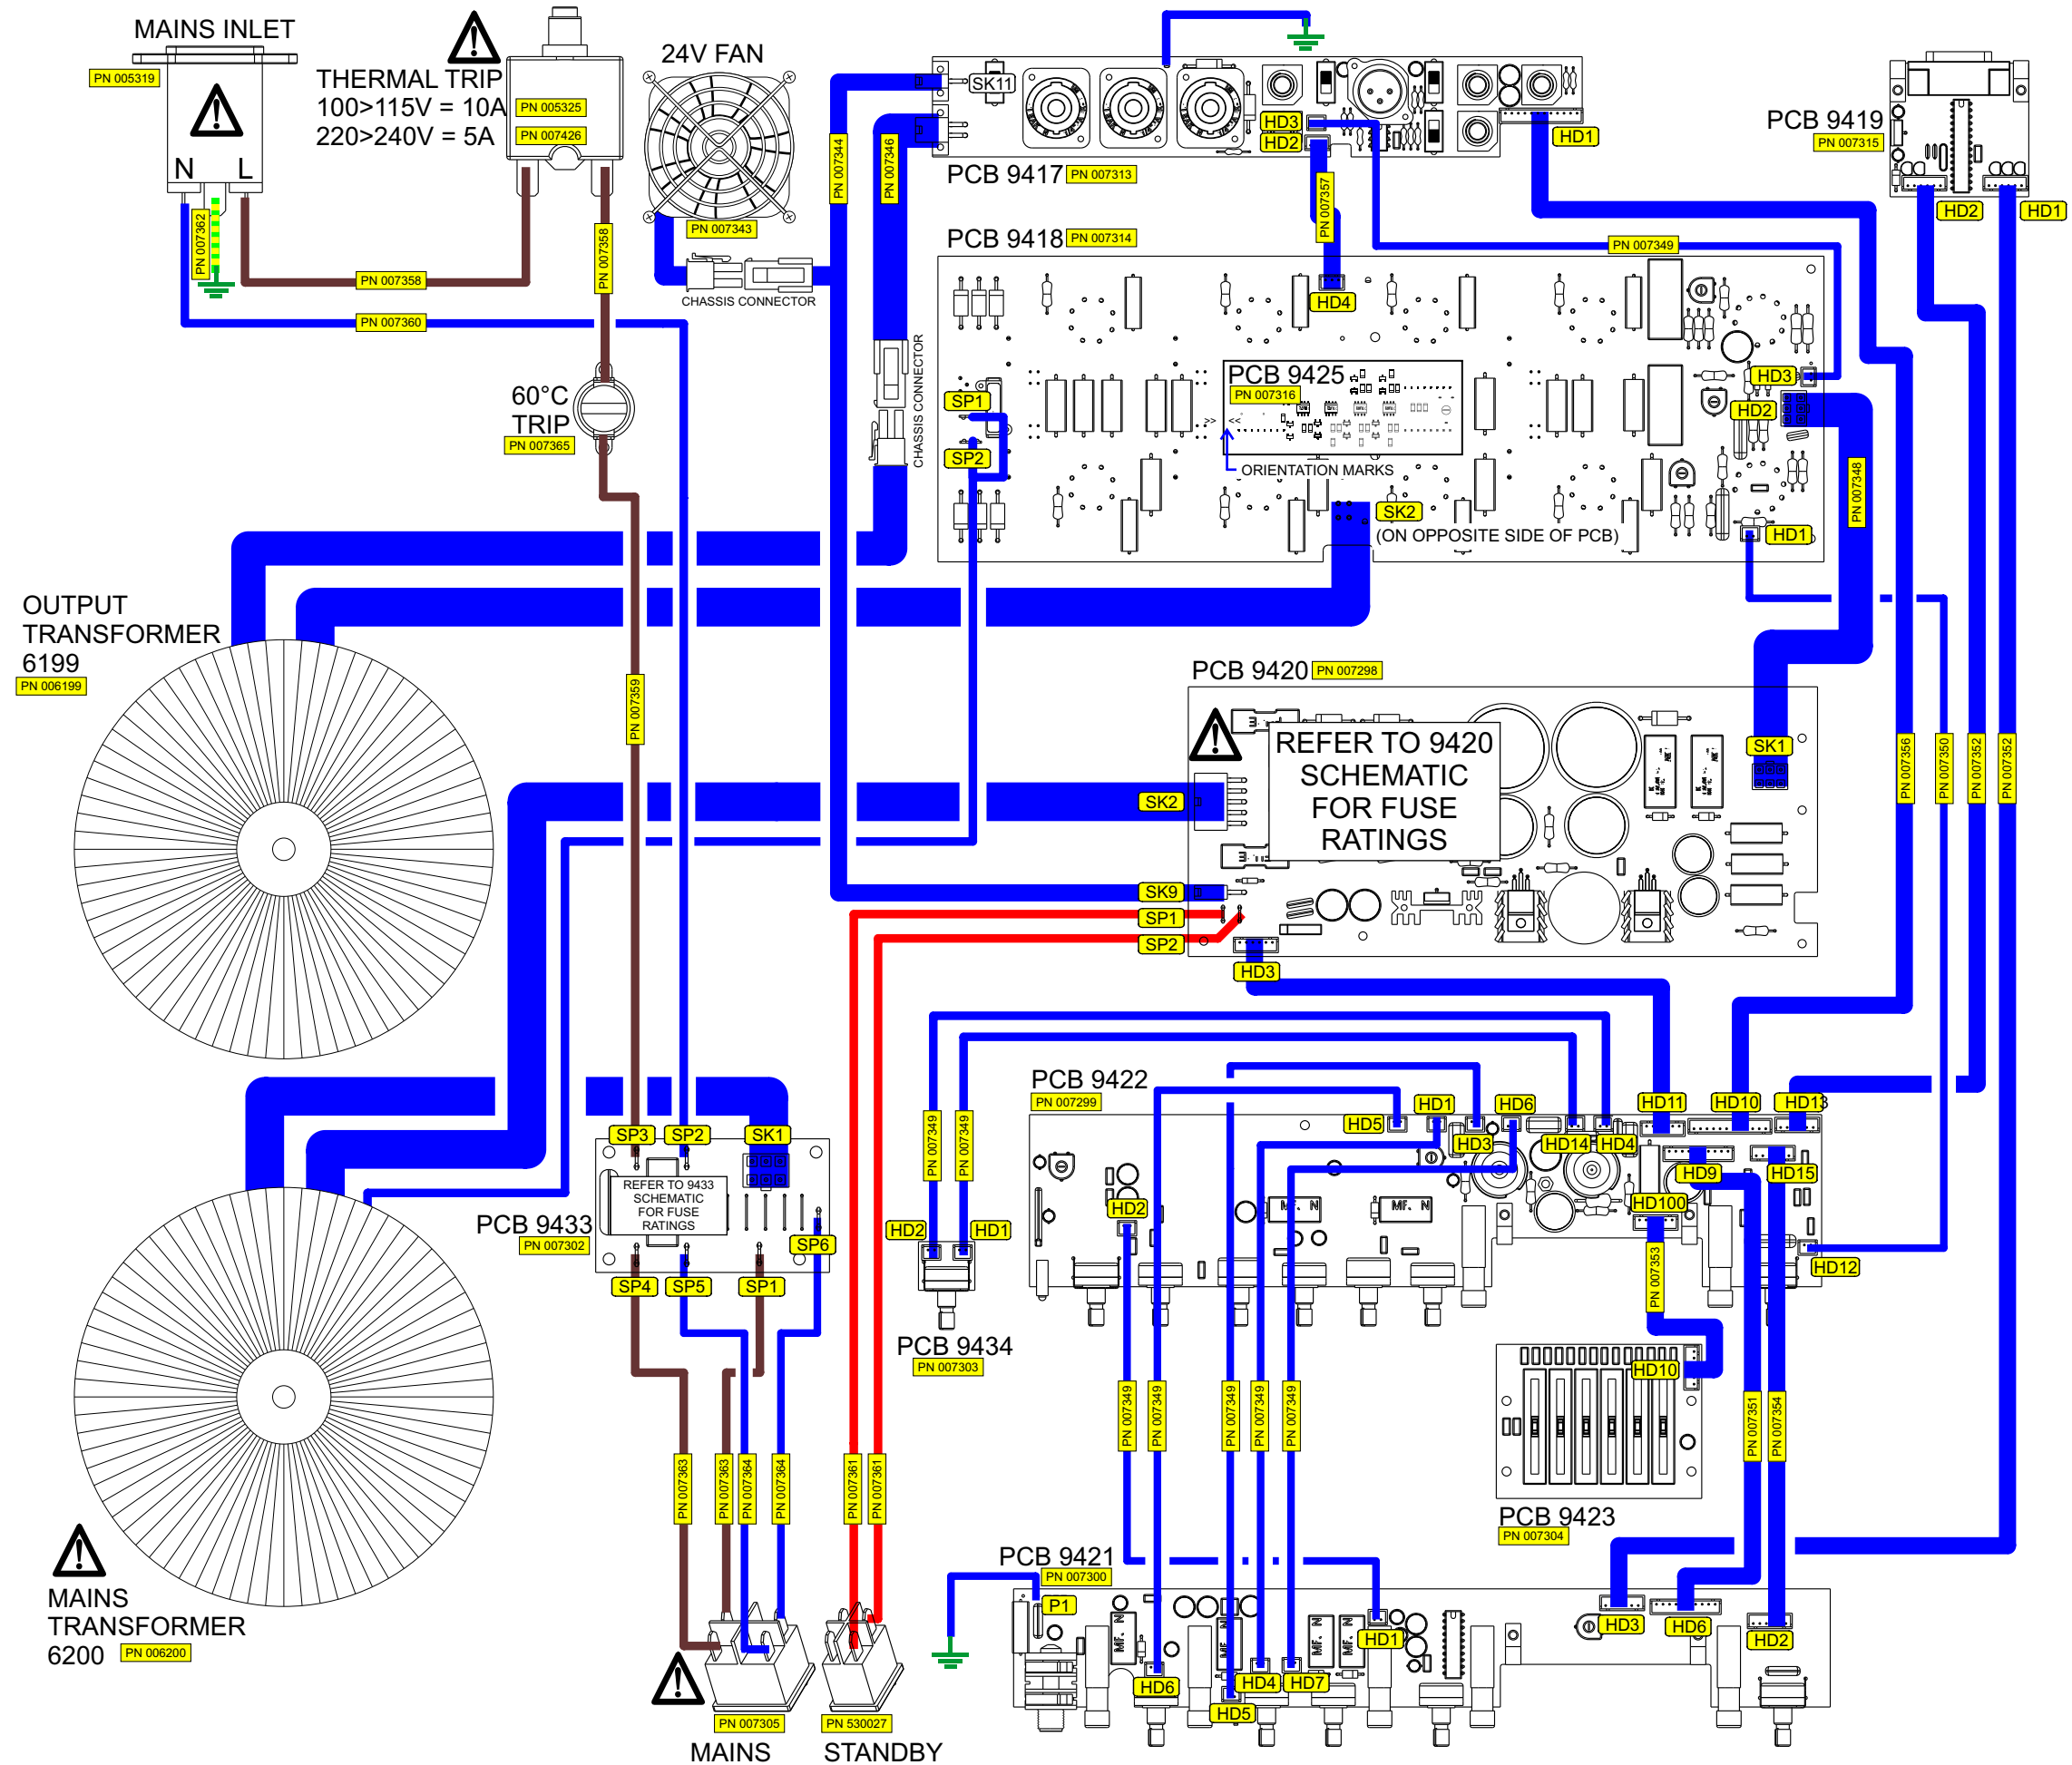 MAINS INLET
PN 005319
N L
PN 007362
THERMAL TRIP
100>115V = 10A
PN 005325
220>240V = 5A
PN 007426
PN 007358
PN 007358
PN 007360
24V FAN
PN 007343
CHASSIS CONNECTOR
PN 007344
PN 007346
CHASSIS CONNECTOR
60°C
TRIP
PN 007365
SK11
HD3
HD2
HD1
PCB 9417
PN 007313
PN 007357
PN 007349
PCB 9419
PN 007315
HD2
HD1
PCB 9418
PN 007314
HD4
PCB 9425
PN 007316
>>
<<
ORIENTATION MARKS
SP1
SP2
HD3
HD2
SK2
(ON OPPOSITE SIDE OF PCB)
HD1
PN 007348
OUTPUT
TRANSFORMER
6199
PN 006199
PN 007359
PCB 9420
PN 007298
REFER TO 9420
SCHEMATIC
FOR FUSE
RATINGS
SK1
SK2
SK9
SP1
SP2
HD3
PN 007356
PN 007350
PN 007352
PN 007352
PCB 9422
PN 007299
HD5
HD1
HD3
HD6
HD14
HD4
HD11
HD10
HD13
HD9
HD15
HD100
HD2
HD12
MF. N
MF. N
PN 007353
PN 007349
PN 007349
HD2
HD1
PCB 9434
PN 007303
SP3
SP2
SK1
REFER TO 9433
SCHEMATIC
FOR FUSE
RATINGS
PCB 9433
PN 007302
SP6
SP4
SP5
SP1
PN 007363
PN 007363
PN 007364
PN 007364
PN 007361
PN 007361
PN 007349
PN 007349
PN 007349
PN 007349
PN 007349
HD10
PCB 9423
PN 007304
PN 007351
PN 007354
MAINS
TRANSFORMER
6200
PN 006200
PN 007305
MAINS
PN 530027
STANDBY
PCB 9421
PN 007300
P1
MF. N
MF. N
MF. N
MF. N
HD6
HD5
HD4
HD7
HD1
HD3
HD6
HD2